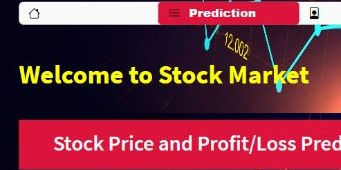 Prediction
12.002
Welcome to Stock Market
Stock Price and Profit/Loss Pred